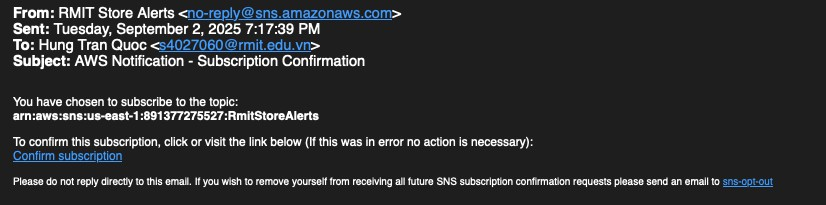 From: RMIT Store Alerts <no-reply@sns.amazonaws.com>
Sent: Tuesday, September 2, 2025 7:17:39 PM
To: Hung Tran Quoc <s4027060@rmit.edu.vn>
Subject: AWS Notification - Subscription Confirmation
You have chosen to subscribe to the topic:
arn:aws:sns:us-east-1:891377275527:RmitStoreAlerts
To confirm this subscription, click or visit the link below (If this was in error no action is necessary):
Confirm subscription
Please do not reply directly to this email. If you wish to remove yourself from receiving all future SNS subscription confirmation requests please send an email to sns-opt-out